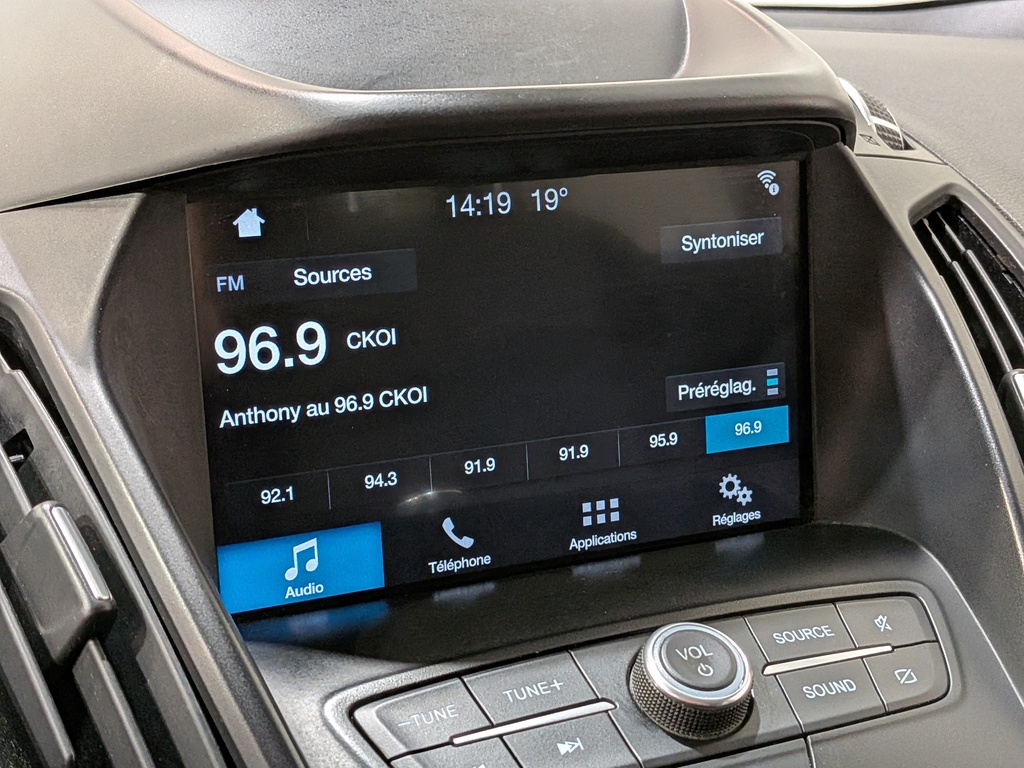 14:19 19°
Syntoniser
FM Sources
96.9 CKOI
Anthony au 96.9 CKOI
Préréglag.
92.1 94.3 91.9 91.9 95.9 96.9
Audio Téléphone Applications Réglages
VOL
SOURCE
–TUNE TUNE+
SOUND